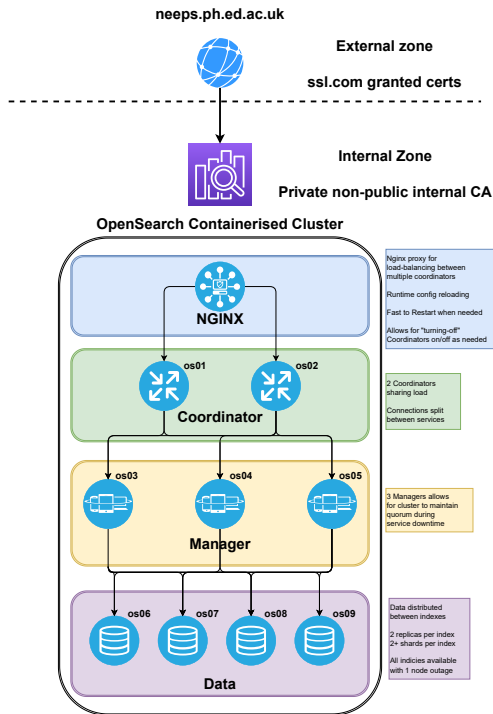 neeps.ph.ed.ac.uk
External zone
ssl.com granted certs
Internal Zone
Private non-public internal CA
OpenSearch Containerised Cluster
NGINX
Nginx proxy for
load-balancing between
multiple coordinators
Runtime config reloading
Fast to Restart when needed
Allows for "turning-off"
Coordinators on/off as needed
os01
os02
Coordinator
2 Coordinators
sharing load
Connections split
between services
os03
os04
os05
Manager
3 Managers allows
for cluster to maintain
quorum during
service downtime
os06
os07
os08
os09
Data
Data distributed
between indexes
2 replicas per index
2+ shards per index
All indicies available
with 1 node outage